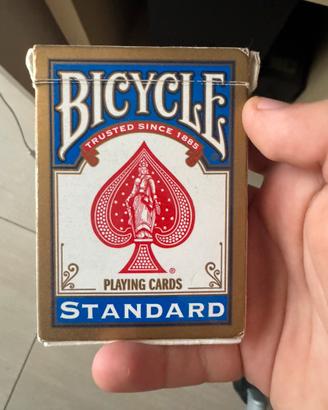 BICYCLE
TRUSTED SINCE 1885
®
PLAYING CARDS
STANDARD